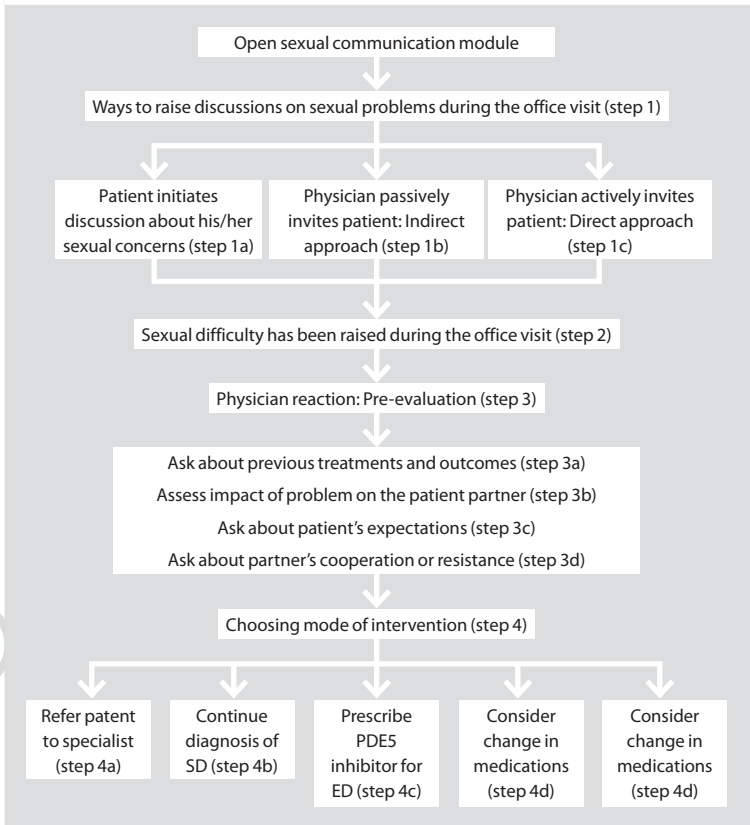 Open sexual communication module
Ways to raise discussions on sexual problems during the office visit (step 1)
Patient initiates
discussion about his/her
sexual concerns (step 1a)
Physician passively
invites patient: Indirect
approach (step 1b)
Physician actively invites
patient: Direct approach
(step 1c)
Sexual difficulty has been raised during the office visit (step 2)
Physician reaction: Pre-evaluation (step 3)
Ask about previous treatments and outcomes (step 3a)
Assess impact of problem on the patient partner (step 3b)
Ask about patient's expectations (step 3c)
Ask about partner's cooperation or resistance (step 3d)
Choosing mode of intervention (step 4)
Refer patent
to specialist
(step 4a)
Continue
diagnosis of
SD (step 4b)
Prescribe
PDE5
inhibitor for
ED (step 4c)
Consider
change in
medications
(step 4d)
Consider
change in
medications
(step 4d)